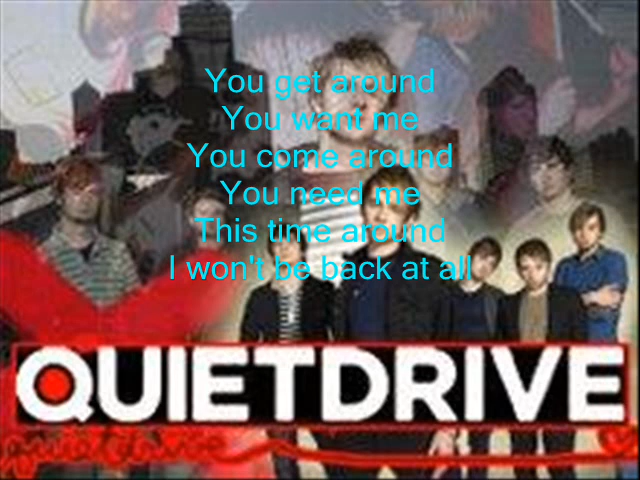 You get around
You want me
You come around
You need me
This time around
I won't be back at all
QUIETDRIVE
quietdrive